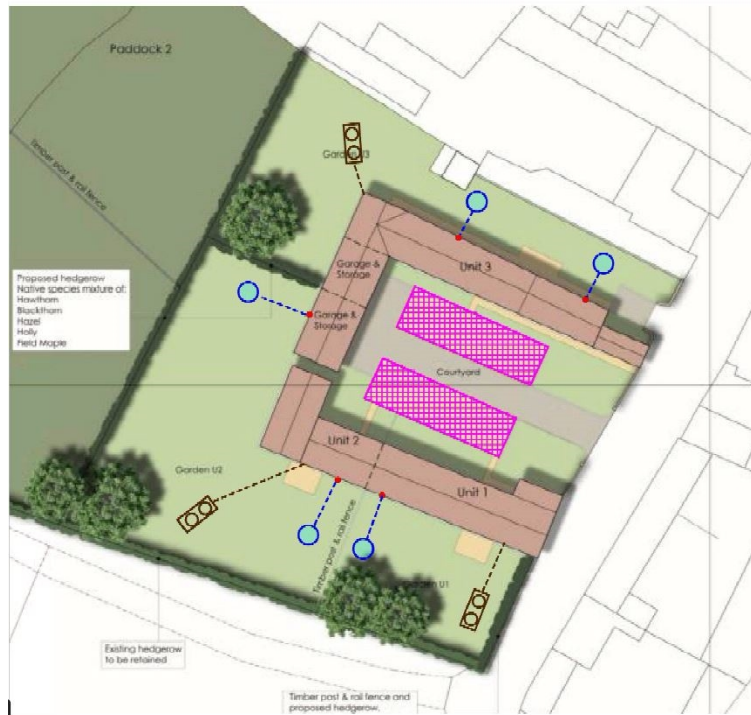 Paddock 2
Timber post & rail fence
Garden U3
Proposed hedgerow
Native species mixture of:
Hawthorn
Blackthorn
Hazel
Holly
Field Maple
Garage &
Storage
Garage &
Storage
Unit 3
Courtyard
Unit 2
Unit 1
Garden U2
Timber post & rail fence
Garden U1
Existing hedgerow
to be retained
Timber post & rail fence and
proposed hedgerow.